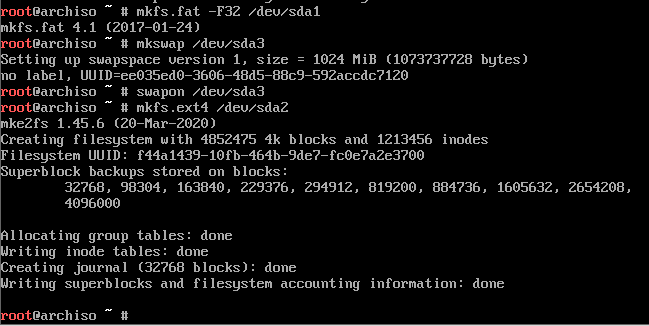 root@archiso ~ # mkfs.fat -F32 /dev/sda1
mkfs.fat 4.1 (2017-01-24)
root@archiso ~ # mkswap /dev/sda3
Setting up swapspace version 1, size = 1024 MiB (1073737728 bytes)
no label, UUID=ee035ed0-3606-48d5-88c9-592accdc7120
root@archiso ~ # swapon /dev/sda3
root@archiso ~ # mkfs.ext4 /dev/sda2
mke2fs 1.45.6 (20-Mar-2020)
Creating filesystem with 4852475 4k blocks and 1213456 inodes
Filesystem UUID: f44a1439-10fb-464b-9de7-fc0e7a2e3700
Superblock backups stored on blocks:
        32768, 98304, 163840, 229376, 294912, 819200, 884736, 1605632, 2654208,
        4096000

Allocating group tables: done
Writing inode tables: done
Creating journal (32768 blocks): done
Writing superblocks and filesystem accounting information: done

root@archiso ~ #